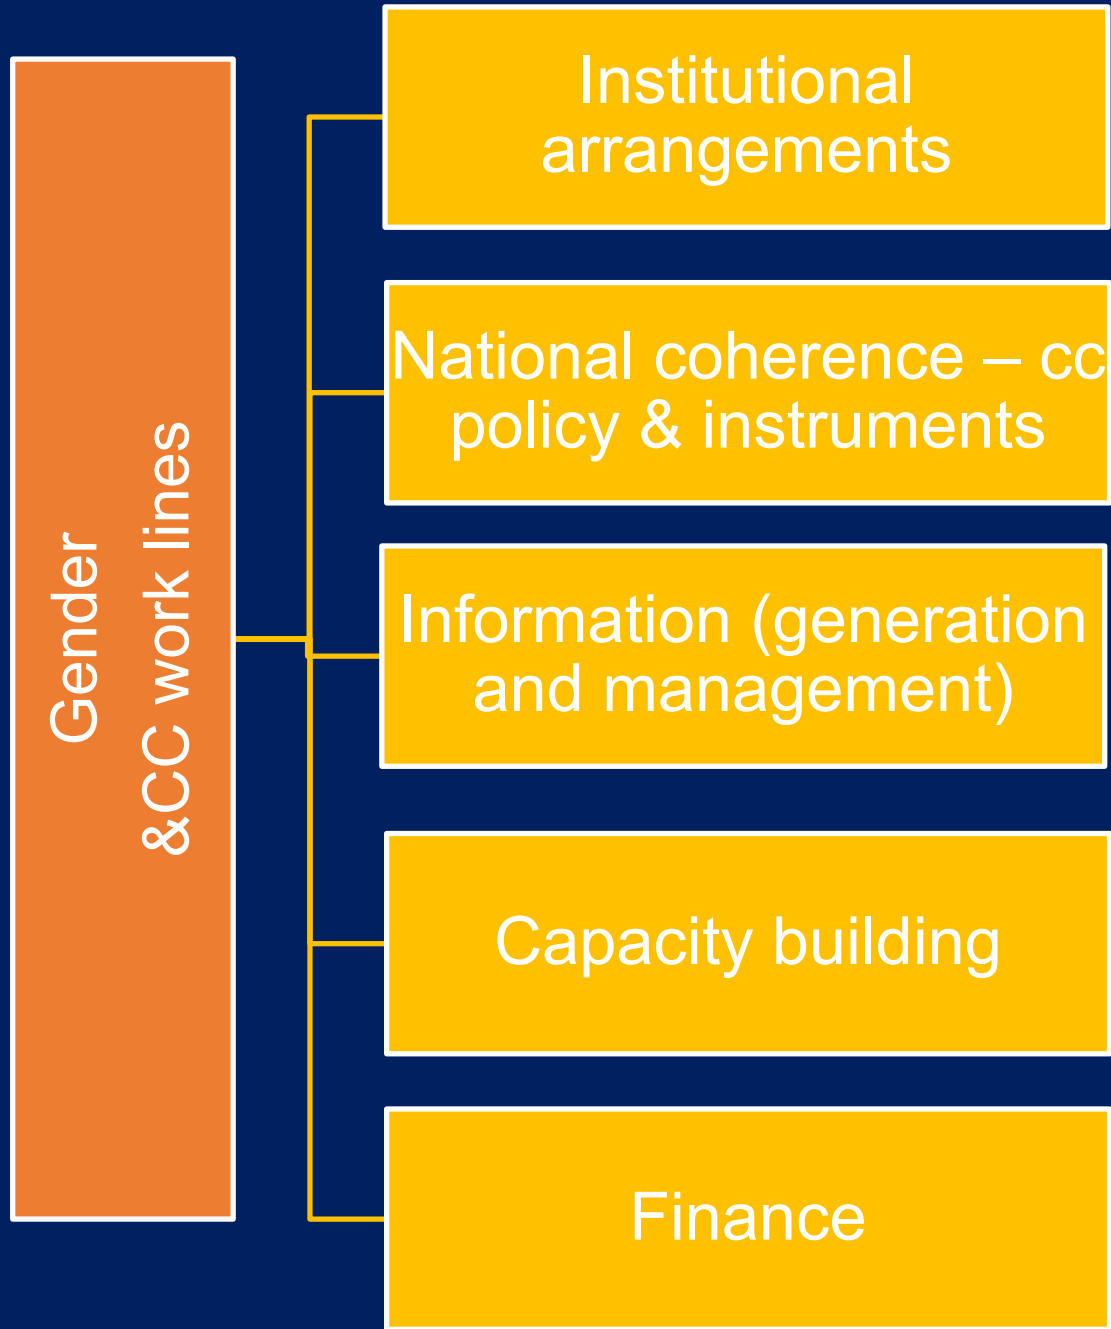 Gender
&CC work lines
Institutional
arrangements
National coherence – cc
policy & instruments
Information (generation
and management)
Capacity building
Finance